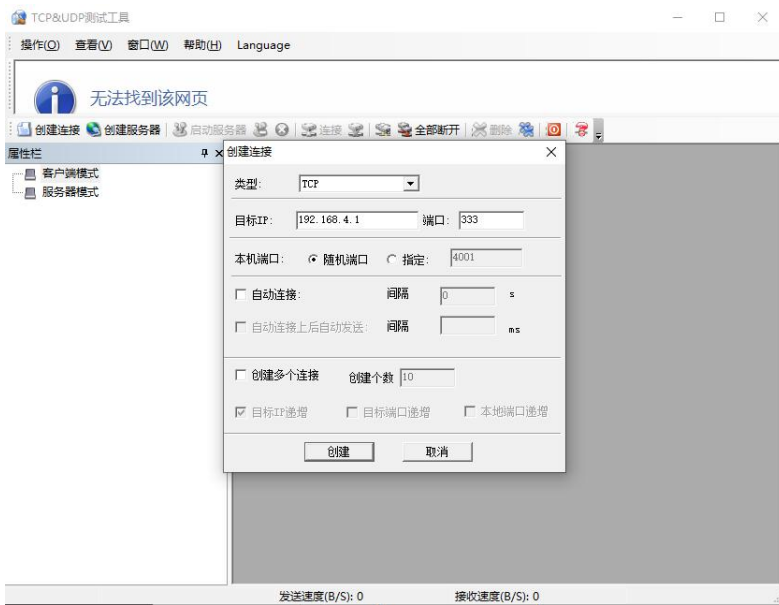 TCP&UDP测试工具
操作(O) 查看(V) 窗口(W) 帮助(H) Language
无法找到该网页
创建连接 创建服务器 启动服务器 连接 全部断开 删除
属性栏
客户端模式
服务器模式
创建连接
类型: TCP
目标IP: 192.168.4.1 端口: 333
本机端口: 随机端口 指定: 4001
自动连接: 间隔 0 s
自动连接上后自动发送: 间隔 ms
创建多个连接 创建个数 10
目标IP递增 目标端口递增 本地端口递增
创建 取消
发送速度(B/S): 0 接收速度(B/S): 0